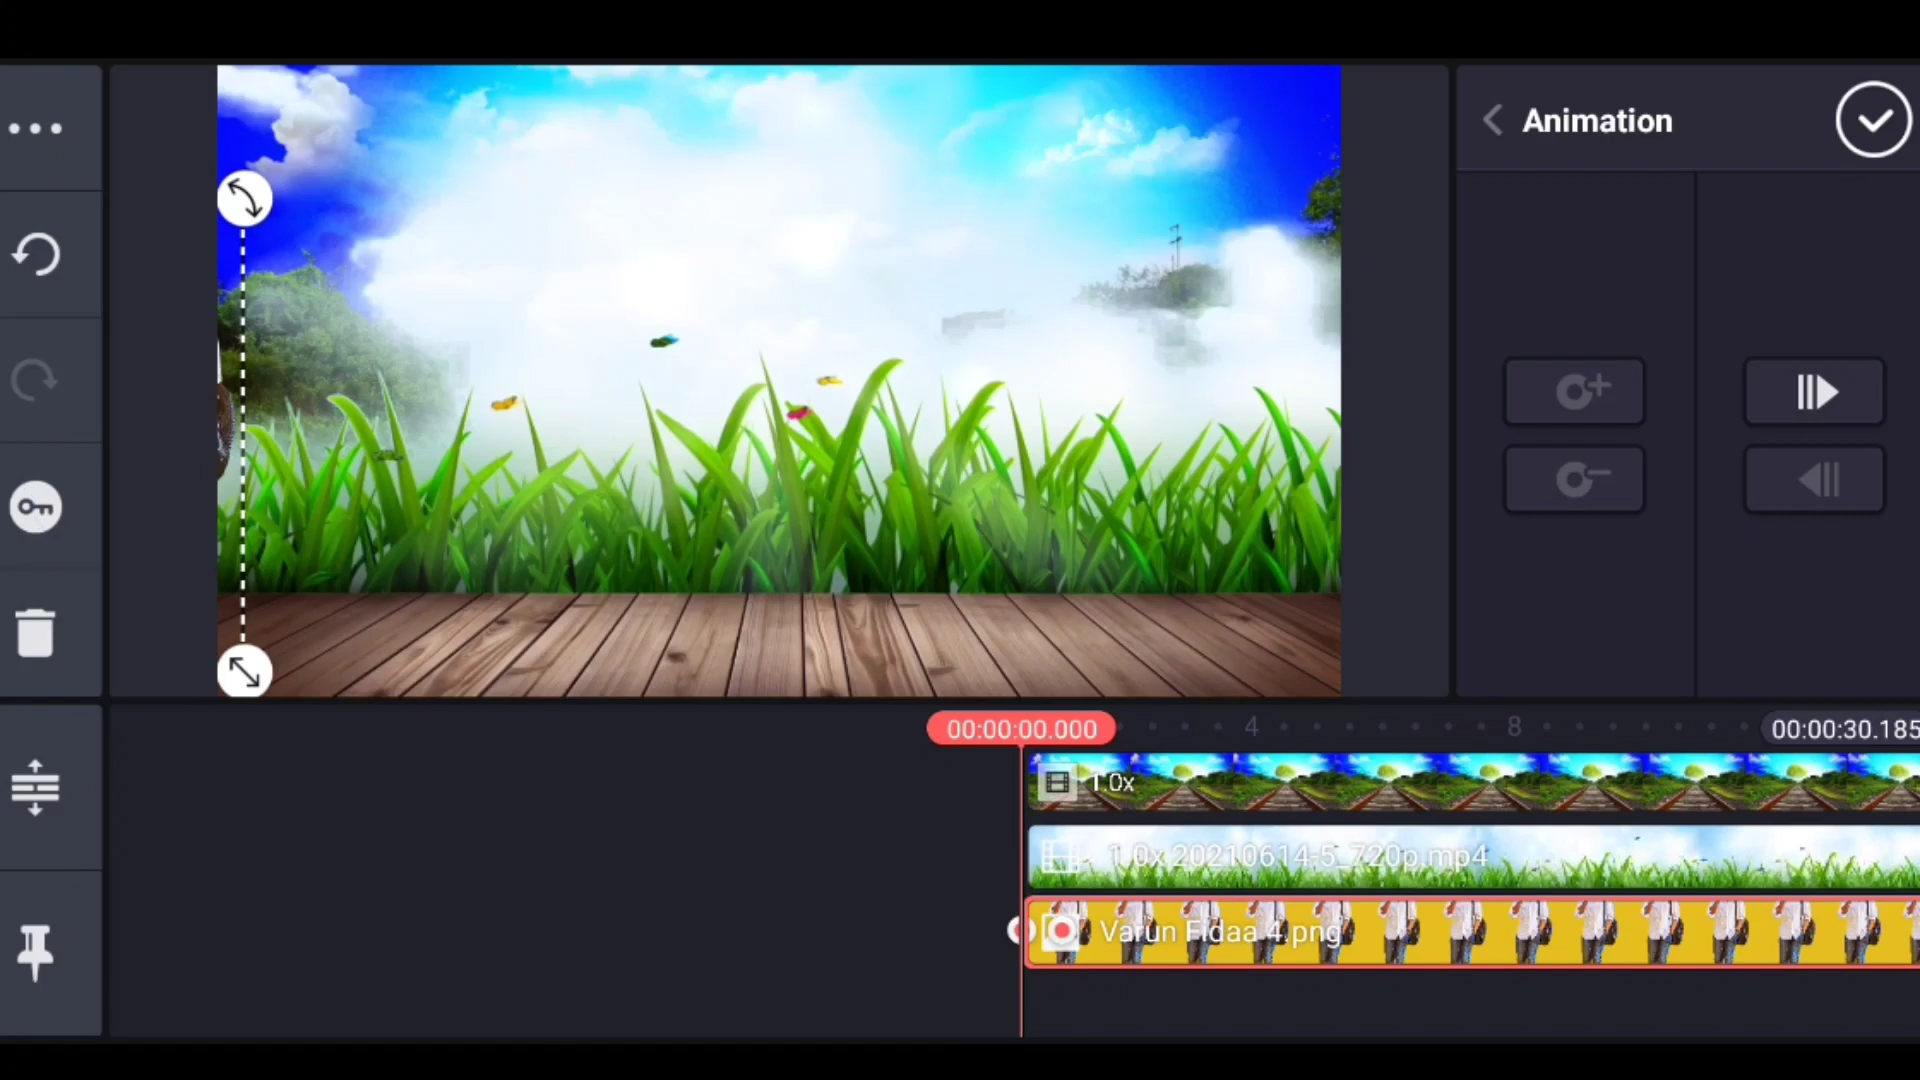 Animation
00:00:00.000
4
8
00:00:30.185
1.0x
1.0x 20210614-5_720p.mp4
Varun Fidaa 4.png